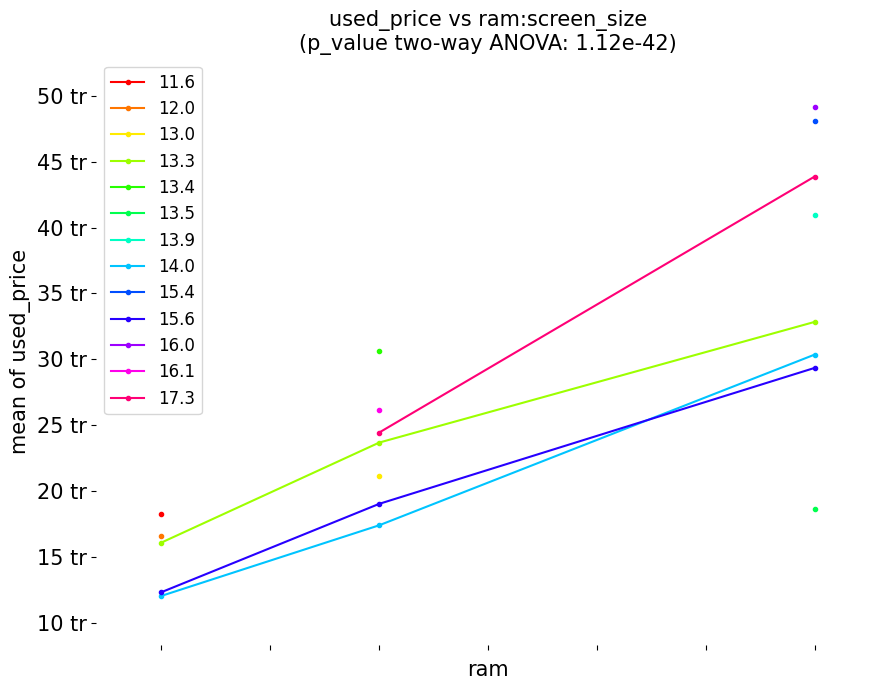 used_price vs ram:screen_size
(p_value two-way ANOVA: 1.12e-42)
11.6
12.0
13.0
13.3
13.4
13.5
13.9
14.0
15.4
15.6
16.0
16.1
17.3
50 tr
45 tr
40 tr
35 tr
30 tr
25 tr
20 tr
15 tr
10 tr
mean of used_price
ram